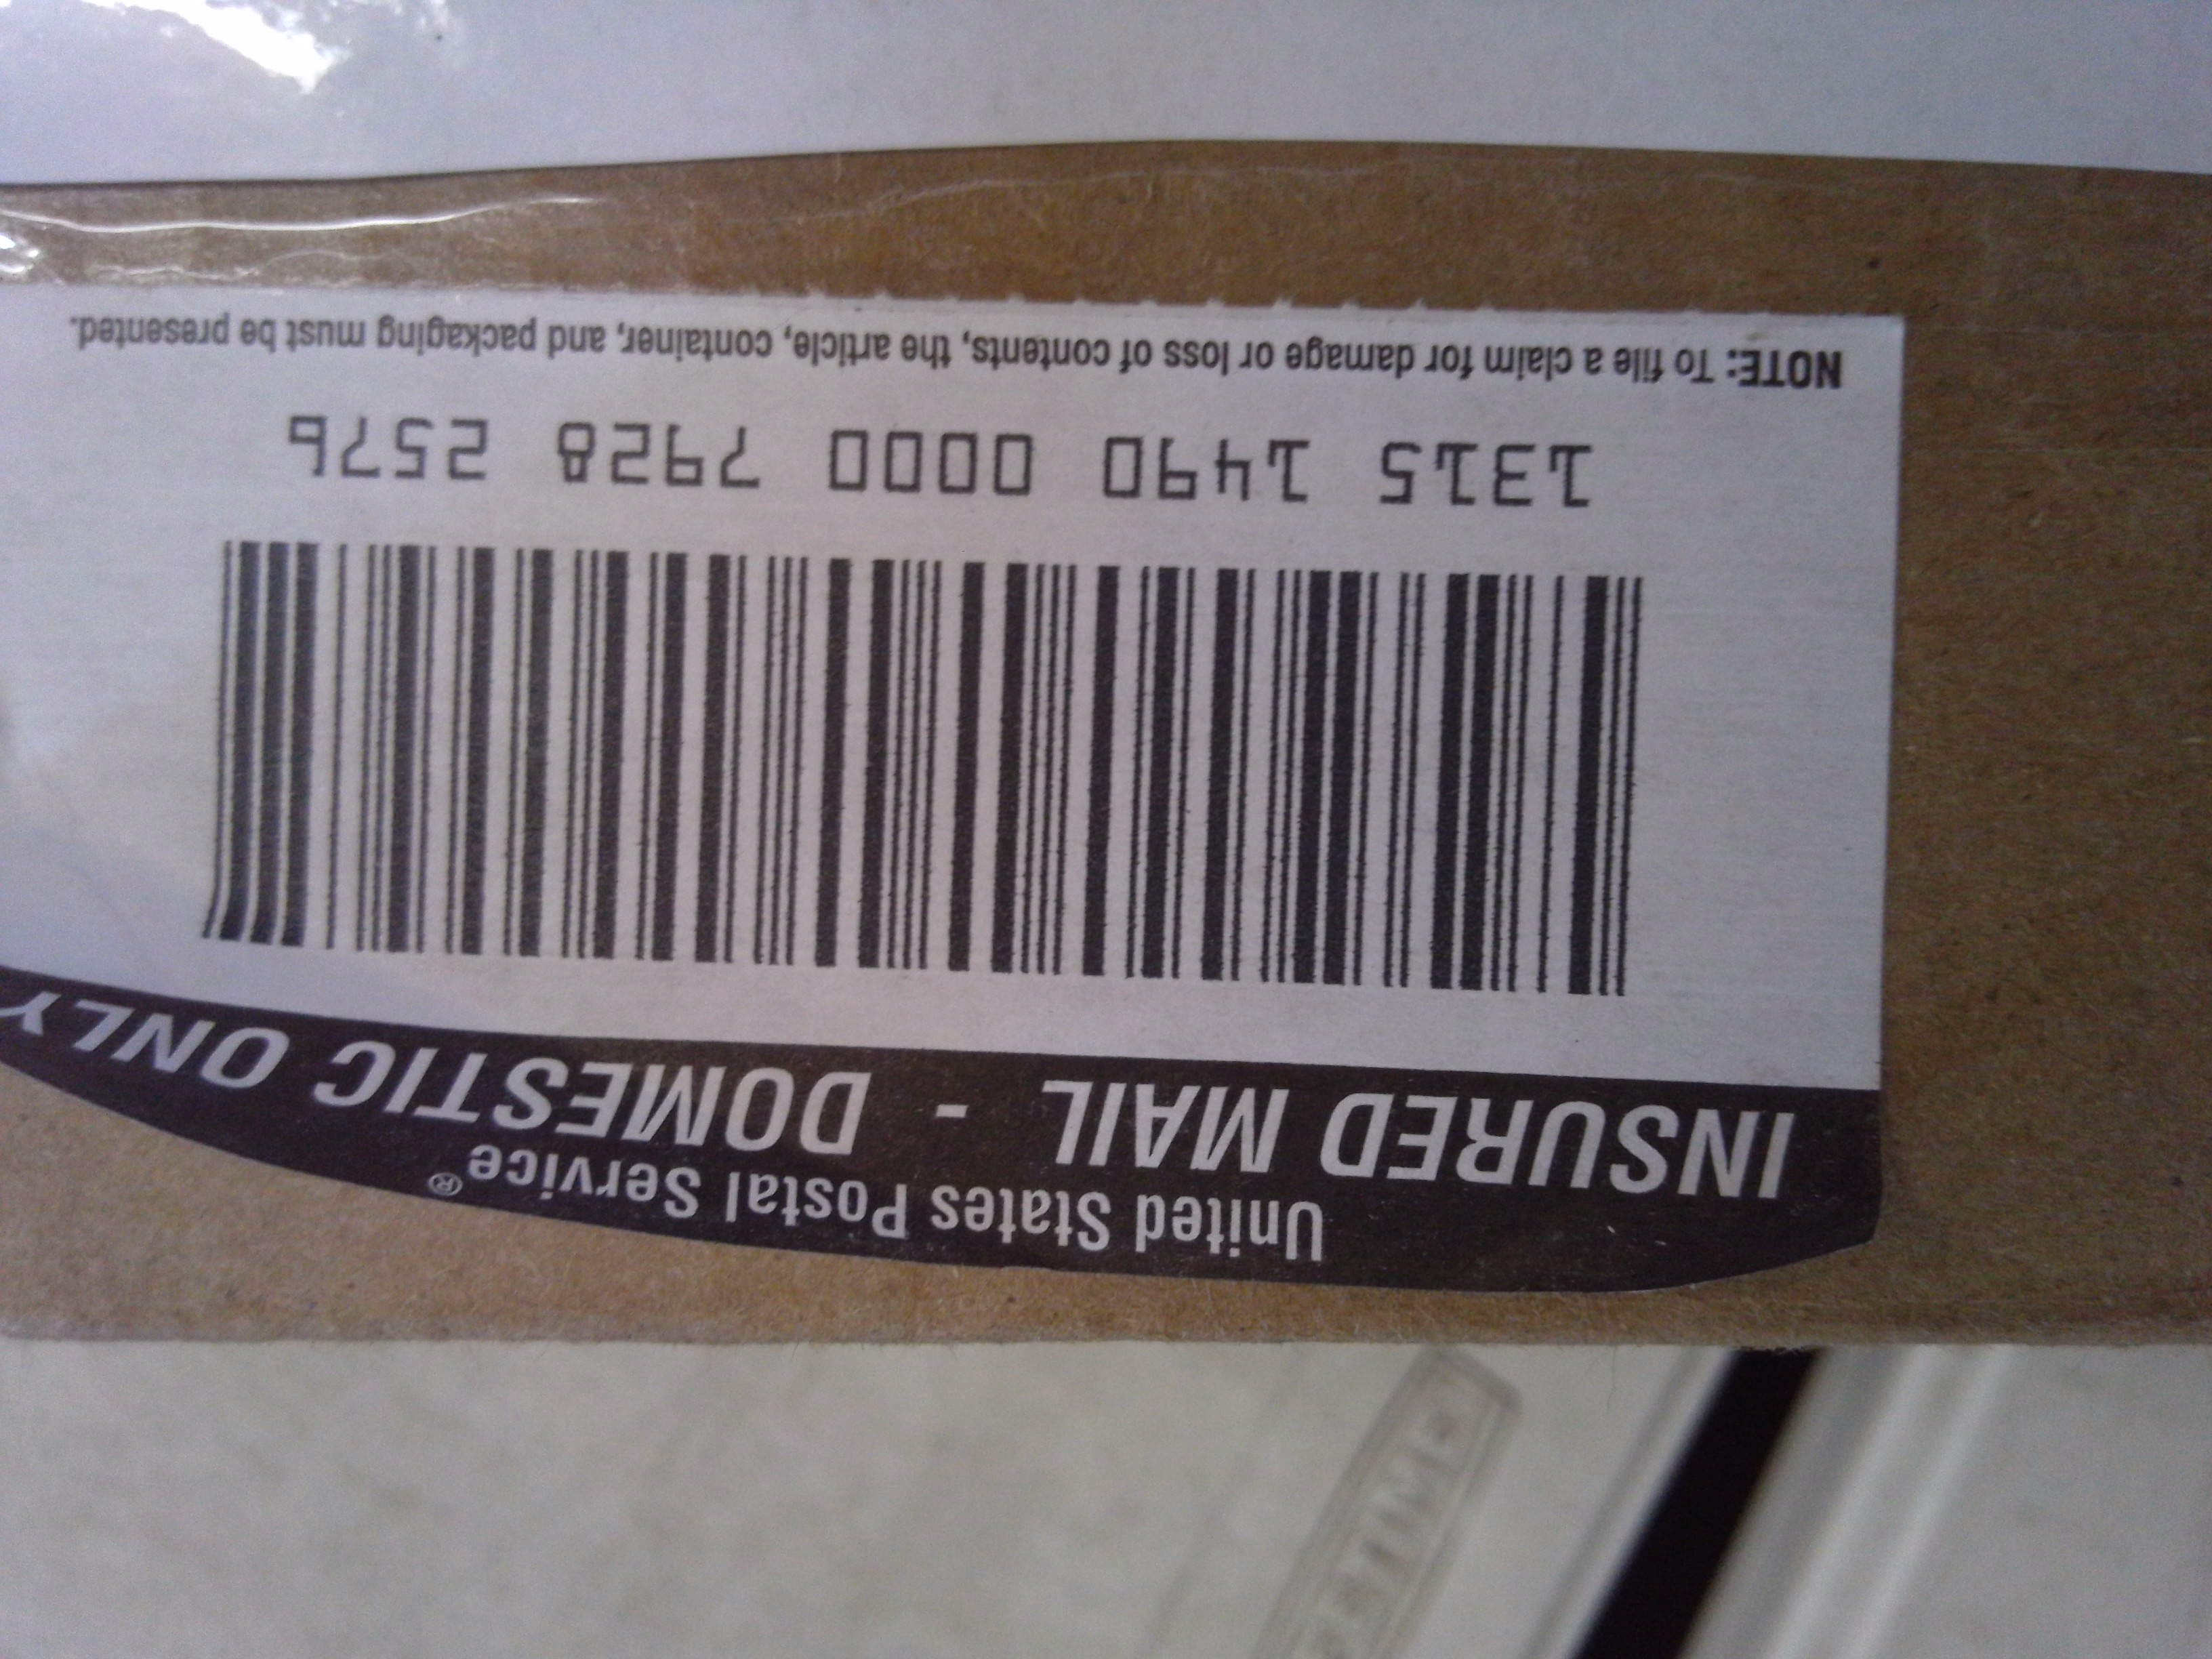 United States Postal Service®
INSURED MAIL - DOMESTIC ONLY
1315 1490 0000 7928 2576
NOTE: To file a claim for damage or loss of contents, the article, container, and packaging must be presented.